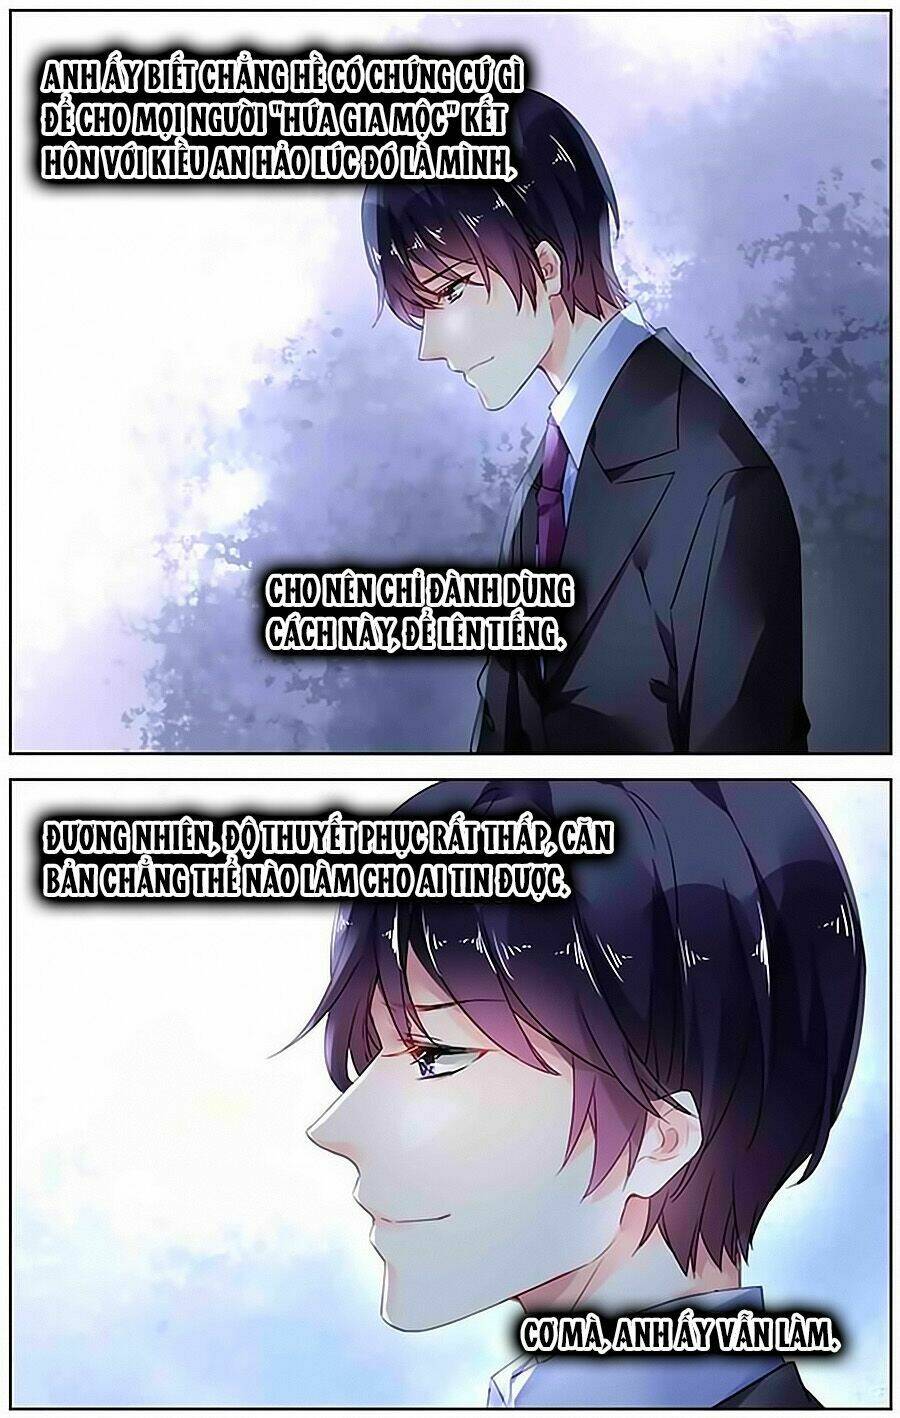 ANH ẤY BIẾT CHẲNG HỀ CÓ CHỨNG CỨ GÌ
ĐỂ CHO MỌI NGƯỜI "HỨA GIA MỘC" KẾT
HÔN VỚI KIỀU AN HẢO LÚC ĐÓ LÀ MÌNH,
CHO NÊN CHỈ ĐÀNH DÙNG
CÁCH NÀY, ĐỂ LÊN TIẾNG.
ĐƯƠNG NHIÊN, ĐỘ THUYẾT PHỤC RẤT THẤP, CĂN
BẢN CHẲNG THỂ NÀO LÀM CHO AI TIN ĐƯỢC.
CƠ MÀ, ANH ẤY VẪN LÀM.